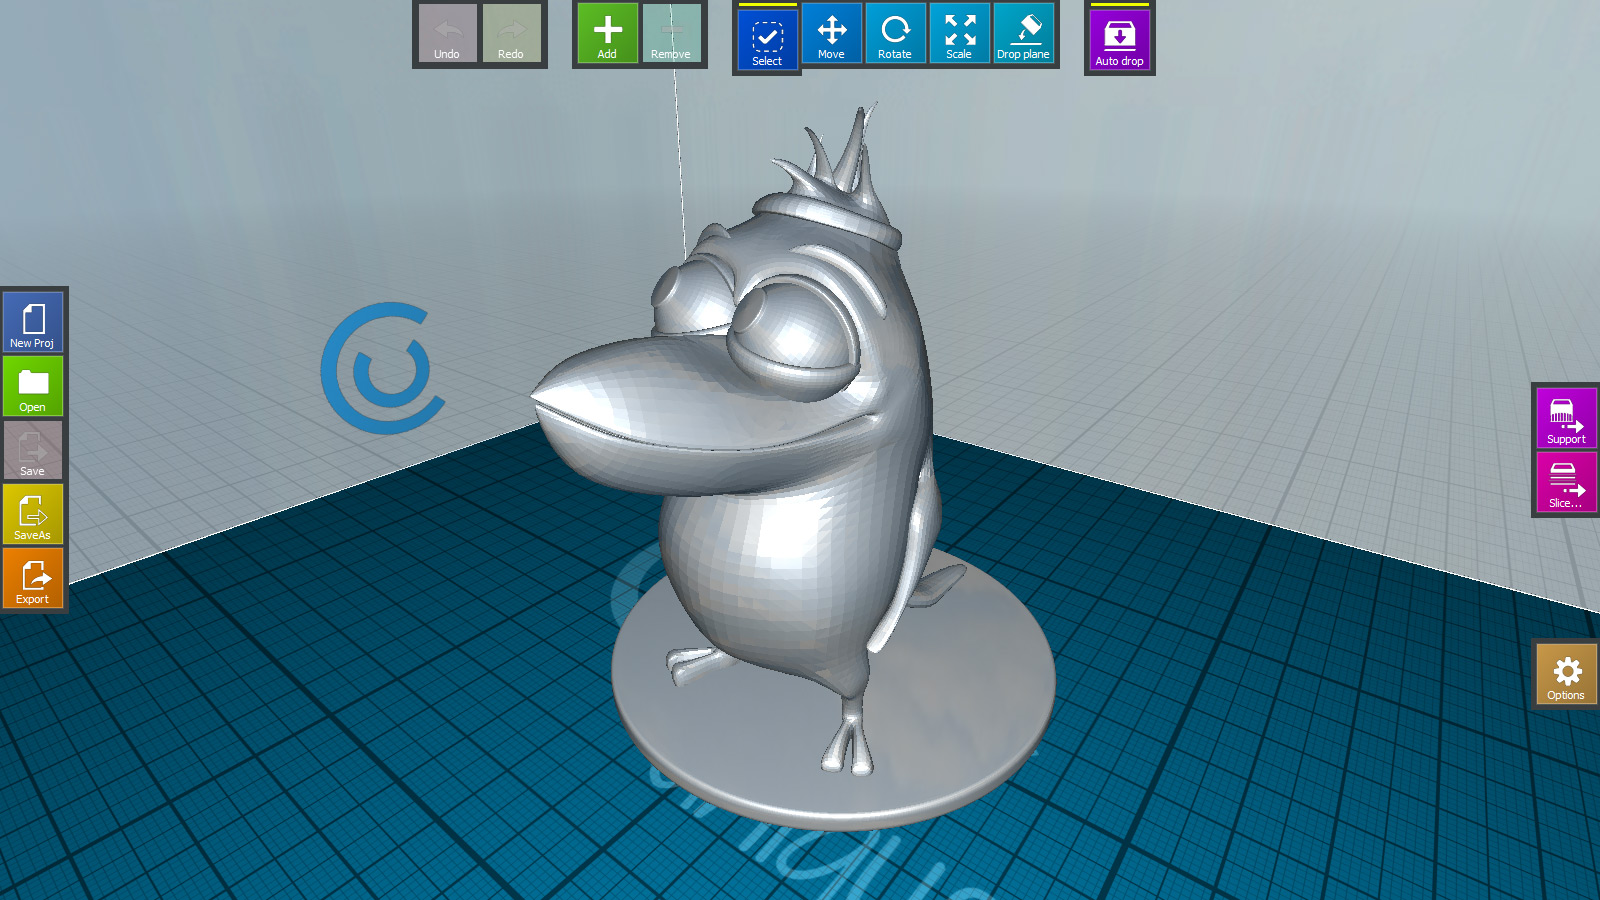 Undo
Redo
Add
Remove
Select
Move
Rotate
Scale
Drop plane
Auto drop
New Proj
Open
Save
SaveAs
Export
Support
Slice...
Options